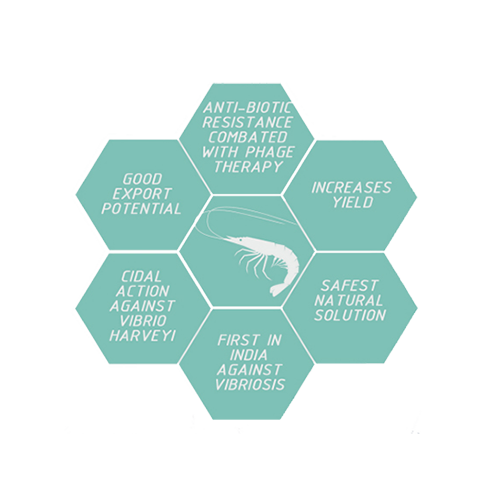 ANTI-BIOTIC
RESISTANCE
COMBATED
WITH PHAGE
THERAPY
GOOD
EXPORT
POTENTIAL
INCREASES
YIELD
CIDAL
ACTION
AGAINST
VIBRIO
HARVEYI
SAFEST
NATURAL
SOLUTION
FIRST IN
INDIA
AGAINST
VIBRIOSIS